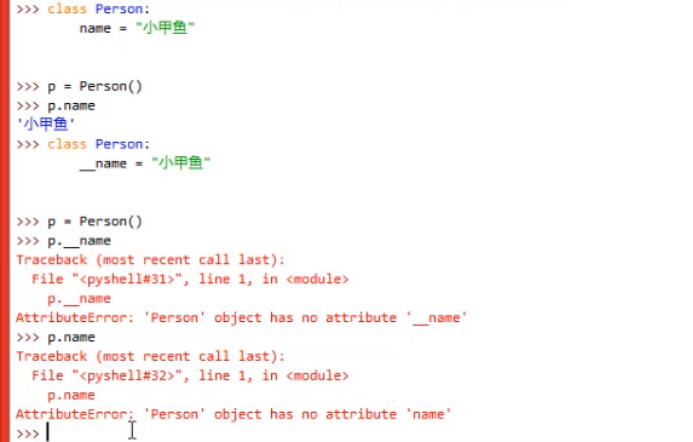 >>> class Person:
        name = "小甲鱼"
>>> p = Person()
>>> p.name
'小甲鱼'
>>> class Person:
        __name = "小甲鱼"
>>> p = Person()
>>> p.__name
Traceback (most recent call last):
  File "<pyshell#31>", line 1, in <module>
    p.__name
AttributeError: 'Person' object has no attribute '__name'
>>> p.name
Traceback (most recent call last):
  File "<pyshell#32>", line 1, in <module>
    p.name
AttributeError: 'Person' object has no attribute 'name'
>>>